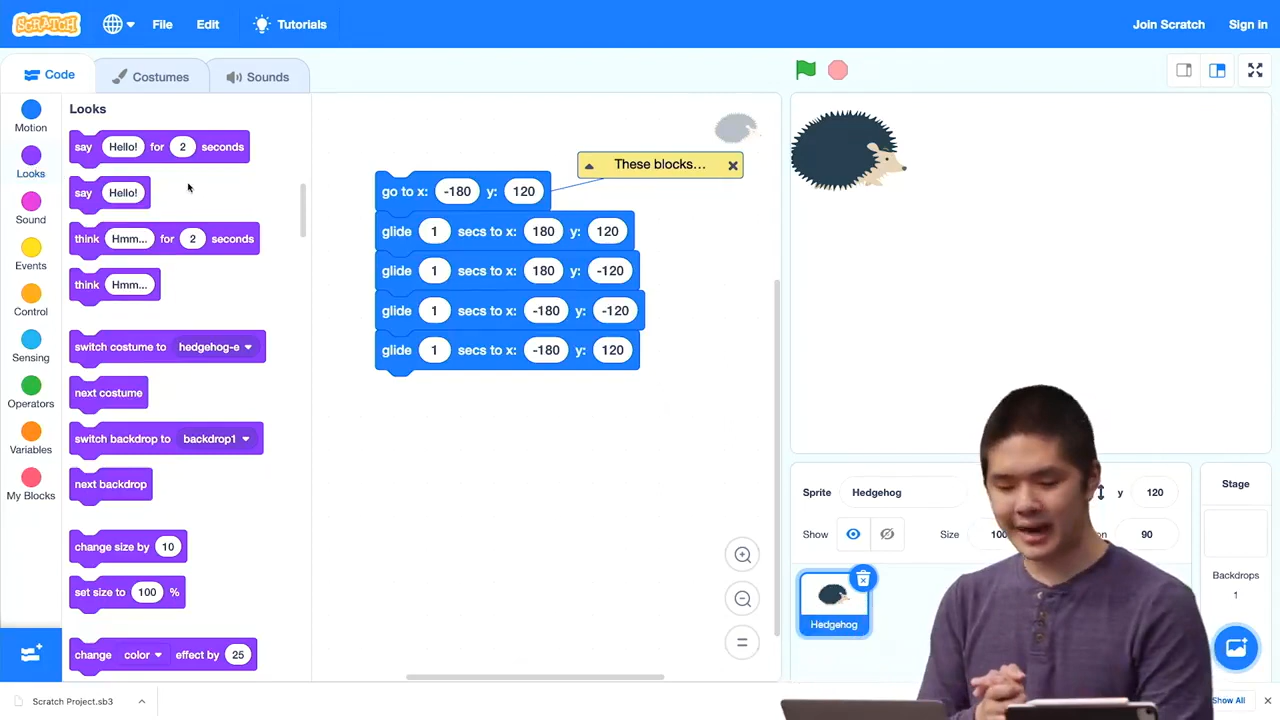 SCRATCH
File
Edit
Tutorials
Join Scratch
Sign in
Code
Costumes
Sounds
Motion
Looks
Sound
Events
Control
Sensing
Operators
Variables
My Blocks
Looks
say Hello! for 2 seconds
say Hello!
think Hmm... for 2 seconds
think Hmm...
switch costume to hedgehog-e
next costume
switch backdrop to backdrop1
next backdrop
change size by 10
set size to 100 %
change color effect by 25
These blocks...
go to x: -180 y: 120
glide 1 secs to x: 180 y: 120
glide 1 secs to x: 180 y: -120
glide 1 secs to x: -180 y: -120
glide 1 secs to x: -180 y: 120
Sprite Hedgehog
y 120
Show
Size 100
90
Hedgehog
Stage
Backdrops
1
Scratch Project.sb3
Show All